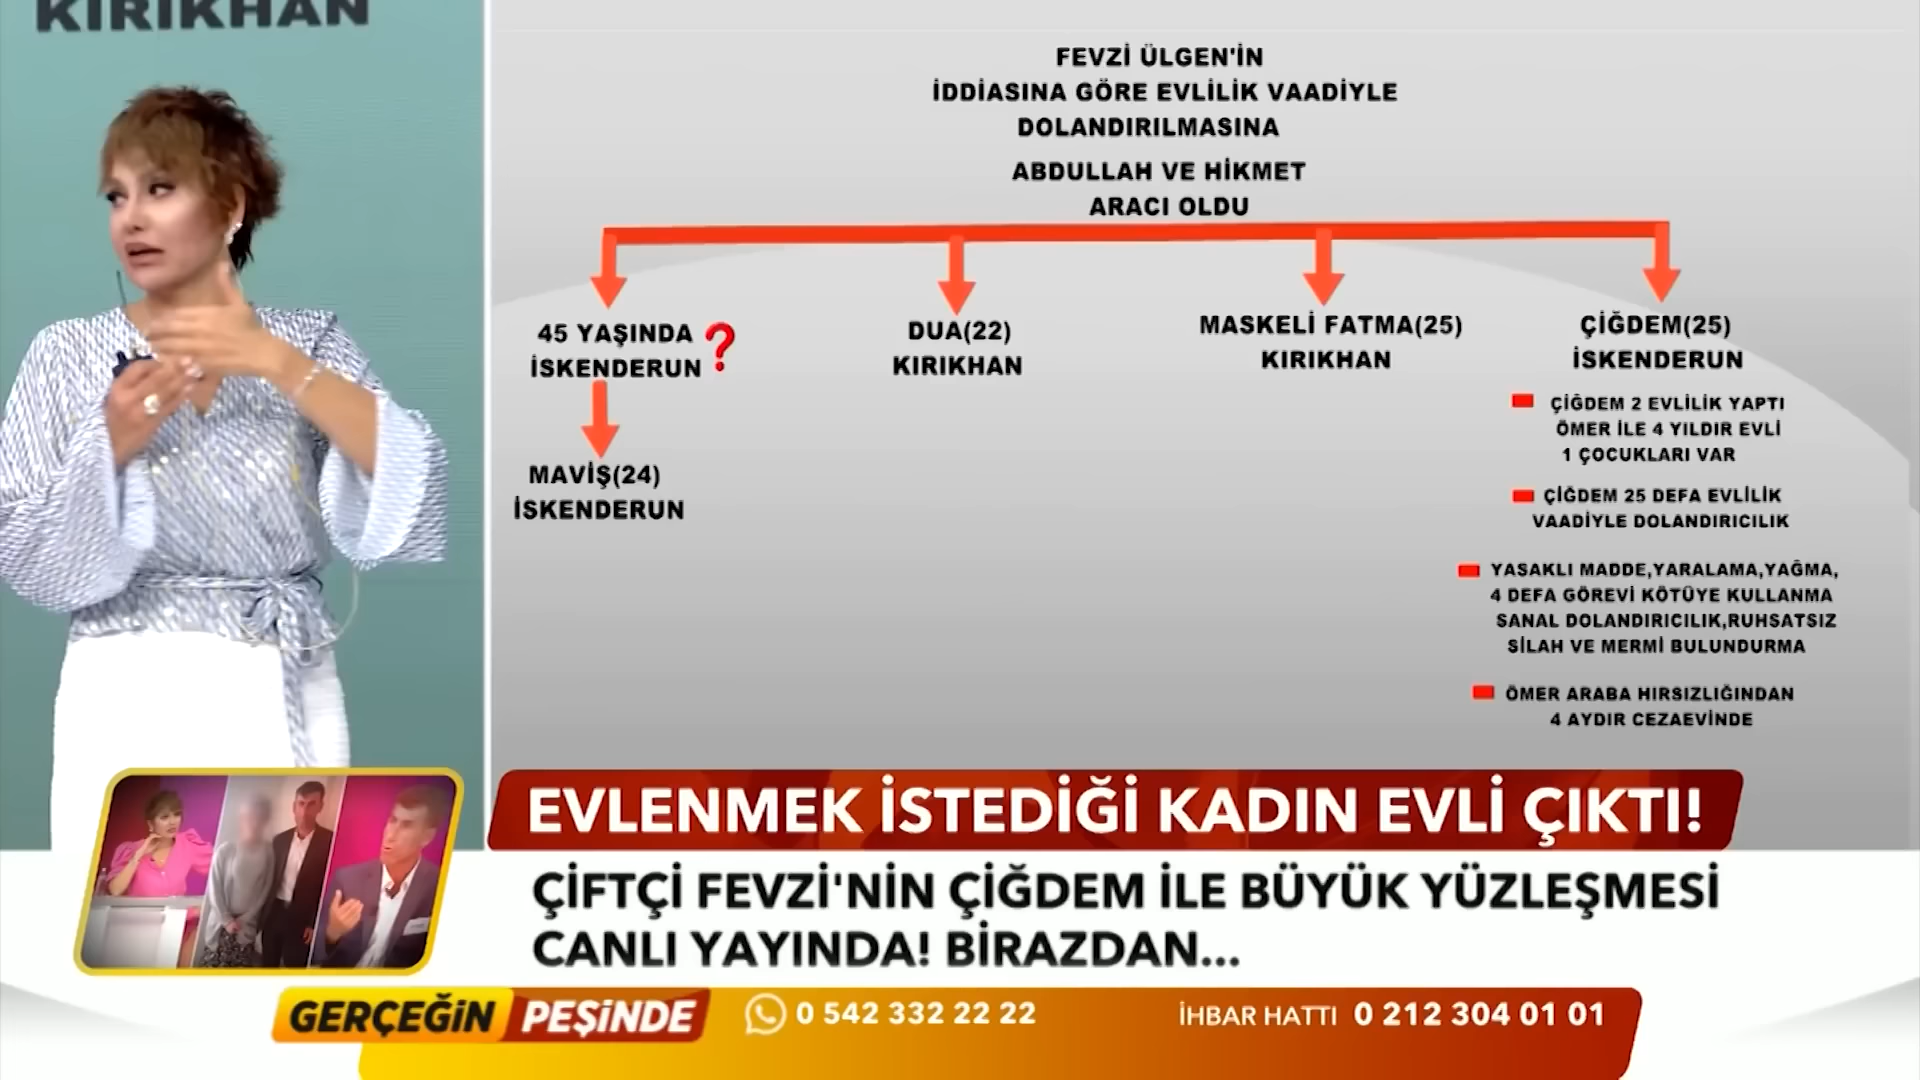 KIRIKHAN
FEVZİ ÜLGEN'İN
İDDİASINA GÖRE EVLİLİK VAADİYLE
DOLANDIRILMASINA
ABDULLAH VE HİKMET
ARACI OLDU
45 YAŞINDA
İSKENDERUN
?
MAVİŞ(24)
İSKENDERUN
DUA(22)
KIRIKHAN
MASKELİ FATMA(25)
KIRIKHAN
ÇİĞDEM(25)
İSKENDERUN
ÇİĞDEM 2 EVLİLİK YAPTI
ÖMER İLE 4 YILDIR EVLİ
1 ÇOCUKLARI VAR
ÇİĞDEM 25 DEFA EVLİLİK
VAADİYLE DOLANDIRICILIK
YASAKLI MADDE,YARALAMA,YAĞMA,
4 DEFA GÖREVİ KÖTÜYE KULLANMA
SANAL DOLANDIRICILIK,RUHSATSIZ
SİLAH VE MERMİ BULUNDURMA
ÖMER ARABA HIRSIZLIĞINDAN
4 AYDIR CEZAEVİNDE
EVLENMEK İSTEDİĞİ KADIN EVLİ ÇIKTI!
ÇİFTÇİ FEVZİ'NİN ÇİĞDEM İLE BÜYÜK YÜZLEŞMESİ
CANLI YAYINDA! BİRAZDAN...
GERÇEĞİN PEŞİNDE
0 542 332 22 22
İHBAR HATTI 0 212 304 01 01